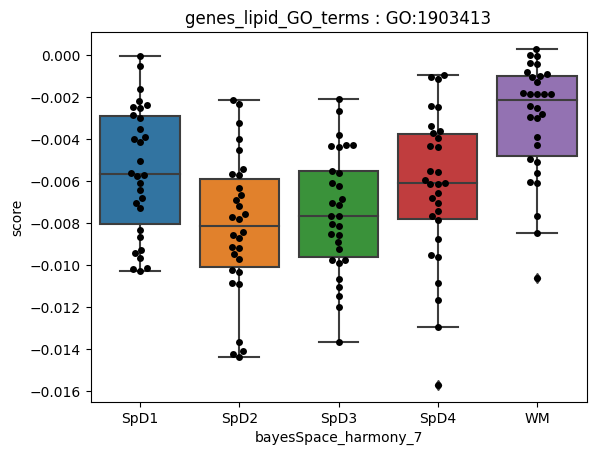 genes_lipid_GO_terms : GO:1903413
0.000
−0.002
−0.004
−0.006
−0.008
−0.010
−0.012
−0.014
−0.016
score
SpD1 SpD2 SpD3 SpD4 WM
bayesSpace_harmony_7